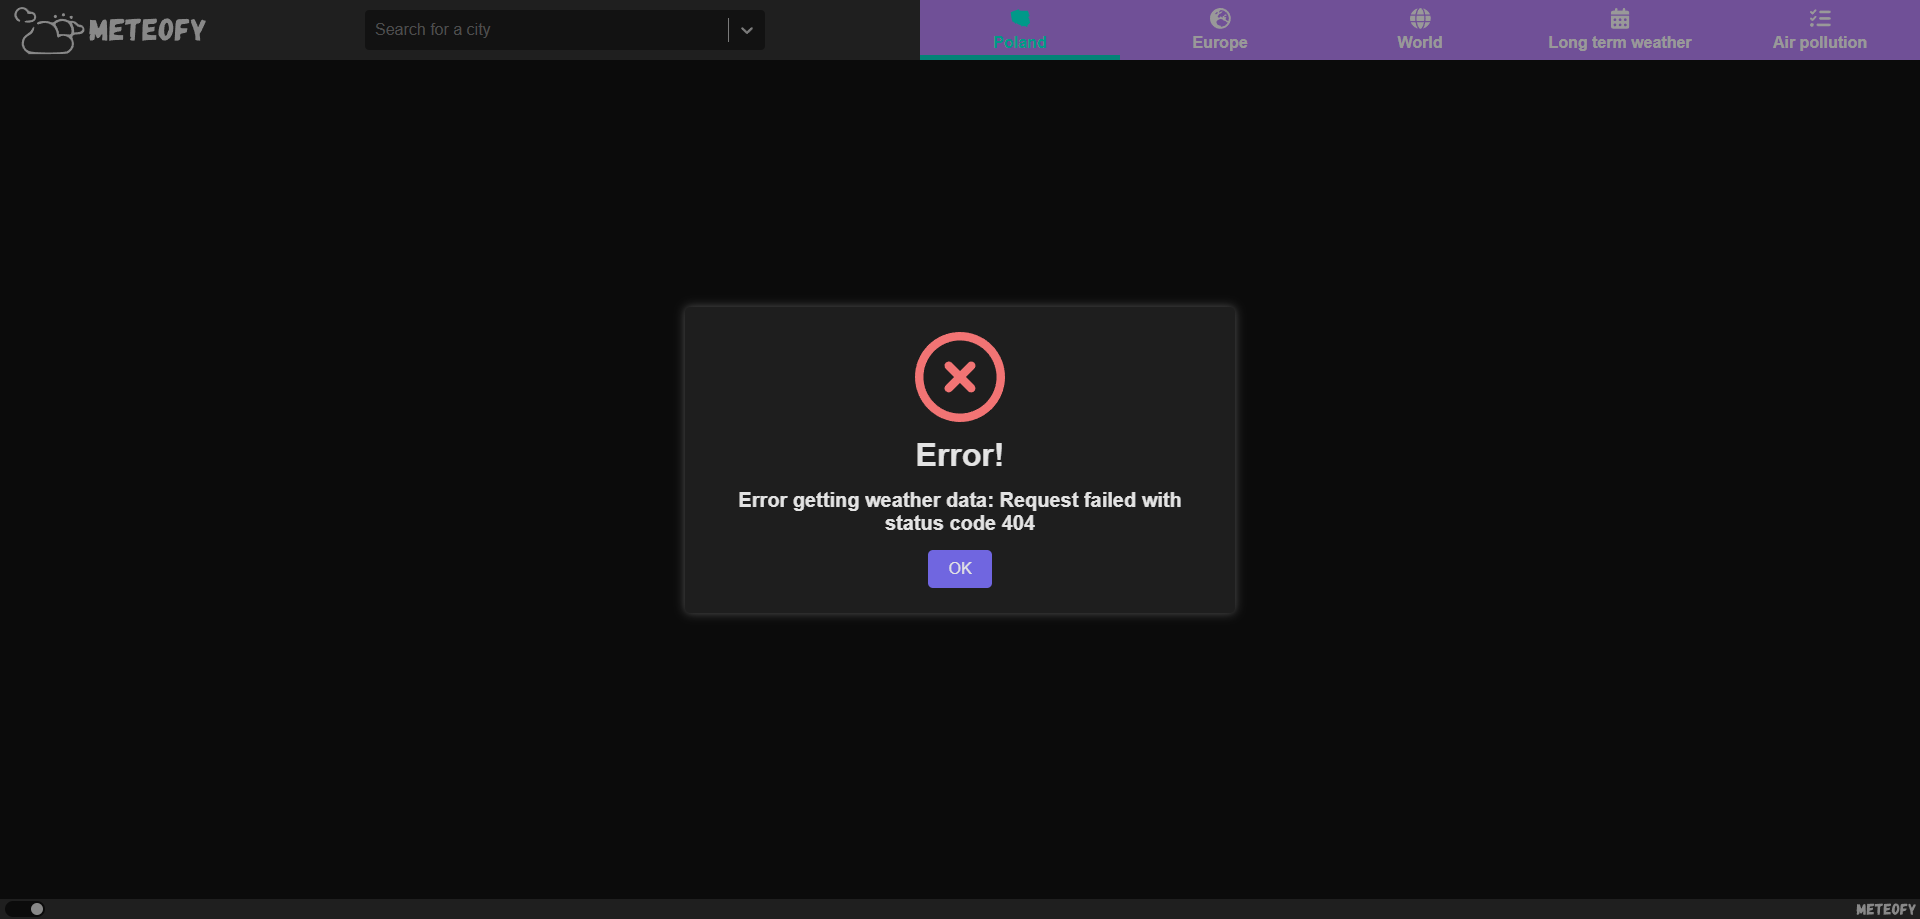 METEOFY
Search for a city
Poland
Europe
World
Long term weather
Air pollution
Error!
Error getting weather data: Request failed with
status code 404
OK
METEOFY